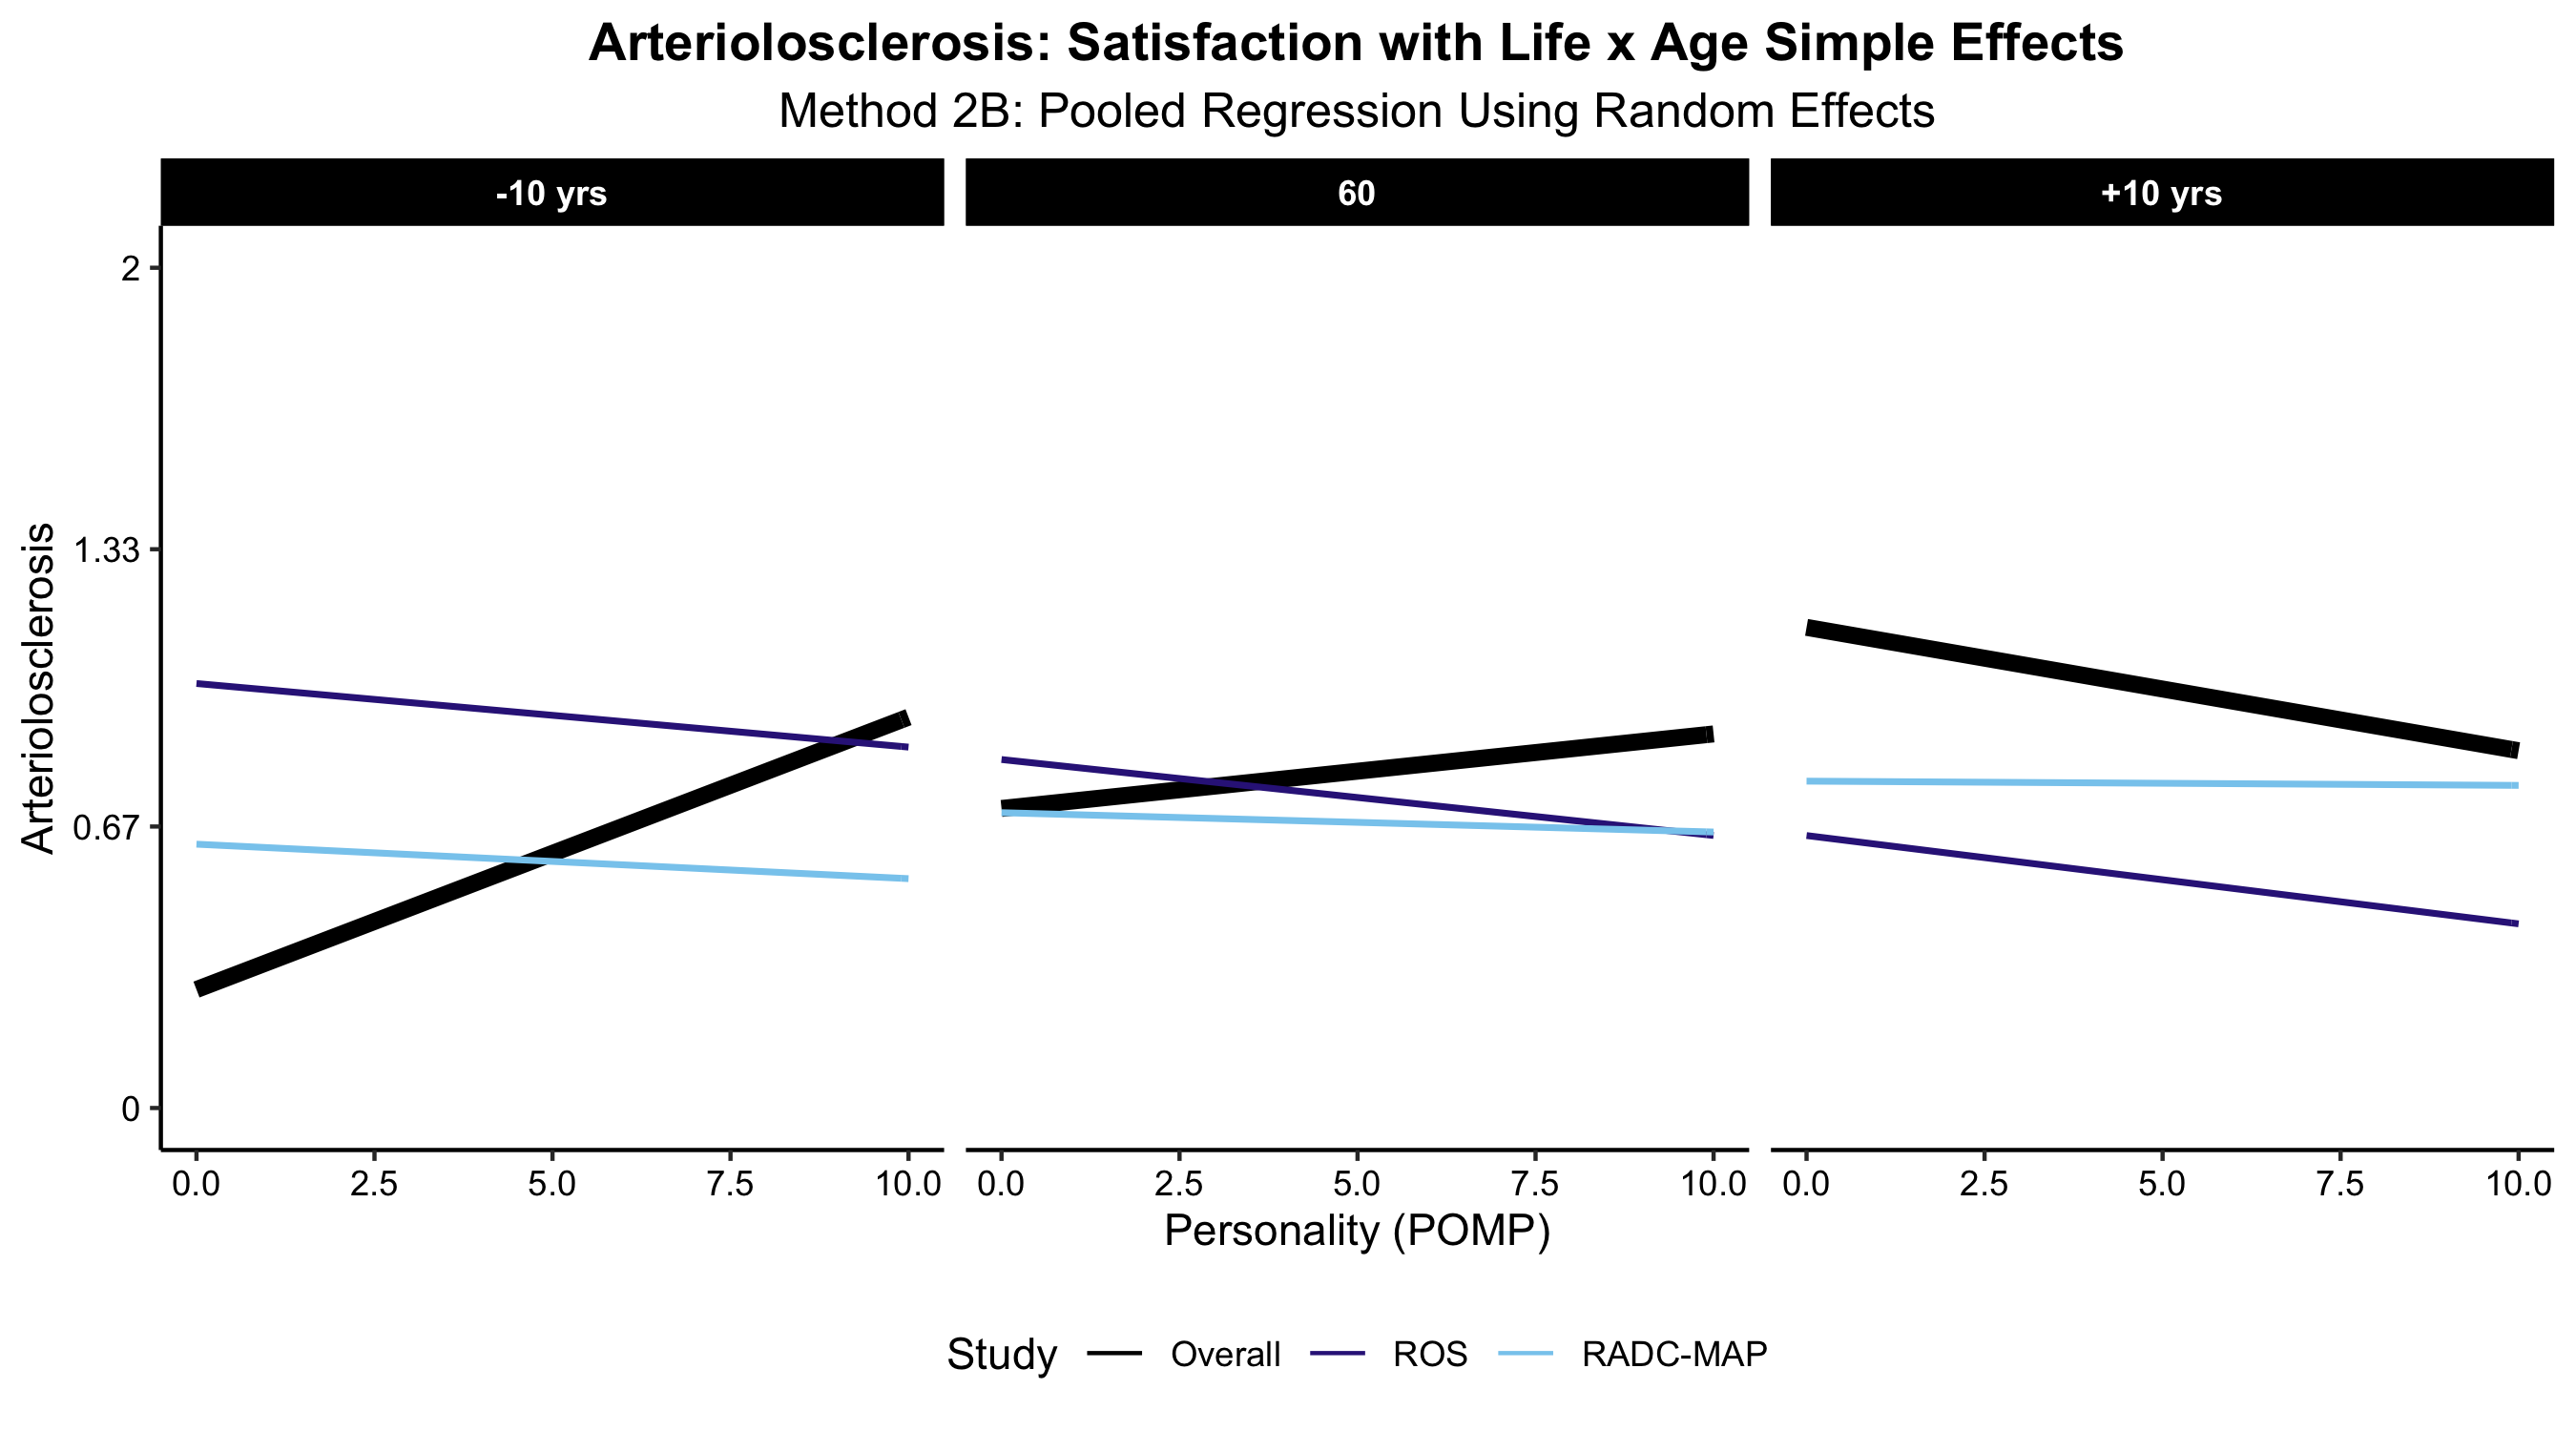 Arteriolosclerosis: Satisfaction with Life x Age Simple Effects
Method 2B: Pooled Regression Using Random Effects
-10 yrs 60 +10 yrs
2
1.33
0.67
0
Arteriolosclerosis
0.0 2.5 5.0 7.5 10.0 0.0 2.5 5.0 7.5 10.0 0.0 2.5 5.0 7.5 10.0
Personality (POMP)
Study Overall ROS RADC-MAP